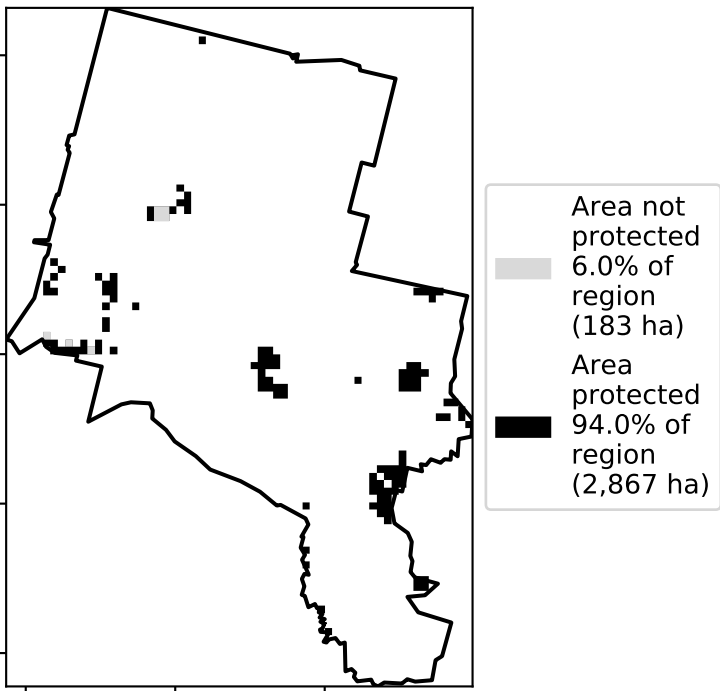 Area not
protected
6.0% of
region
(183 ha)
Area
protected
94.0% of
region
(2,867 ha)